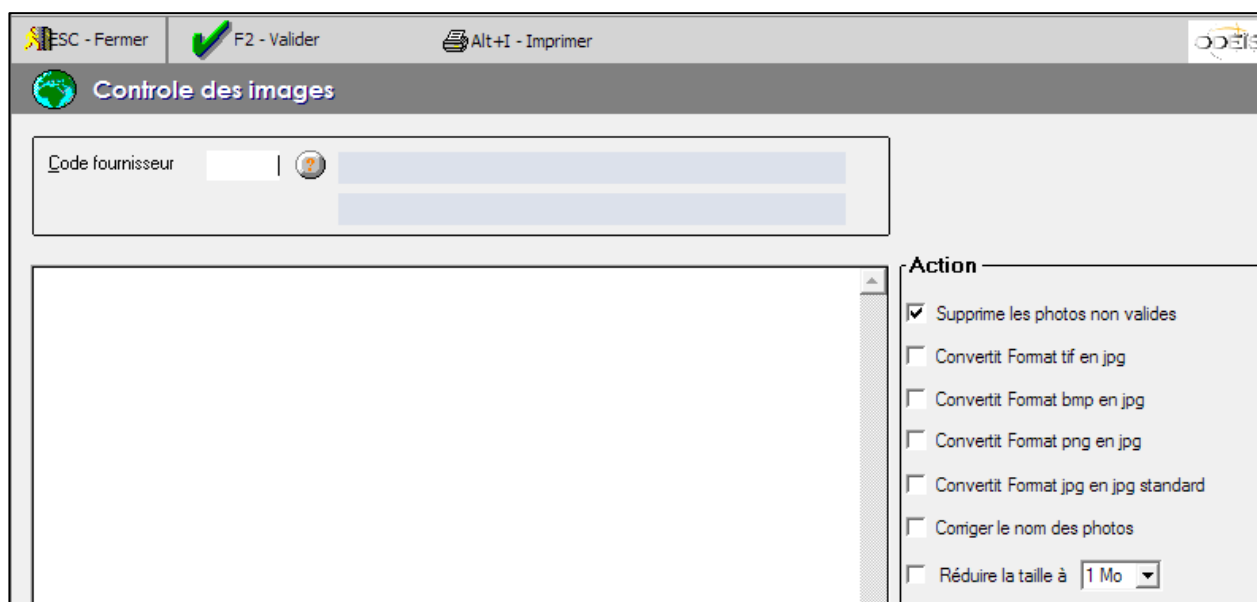 ESC - Fermer F2 - Valider Alt+I - Imprimer
Controle des images
Code fournisseur
Action
Supprime les photos non valides
Convertit Format tif en jpg
Convertit Format bmp en jpg
Convertit Format png en jpg
Convertit Format jpg en jpg standard
Corriger le nom des photos
Réduire la taille à 1 Mo